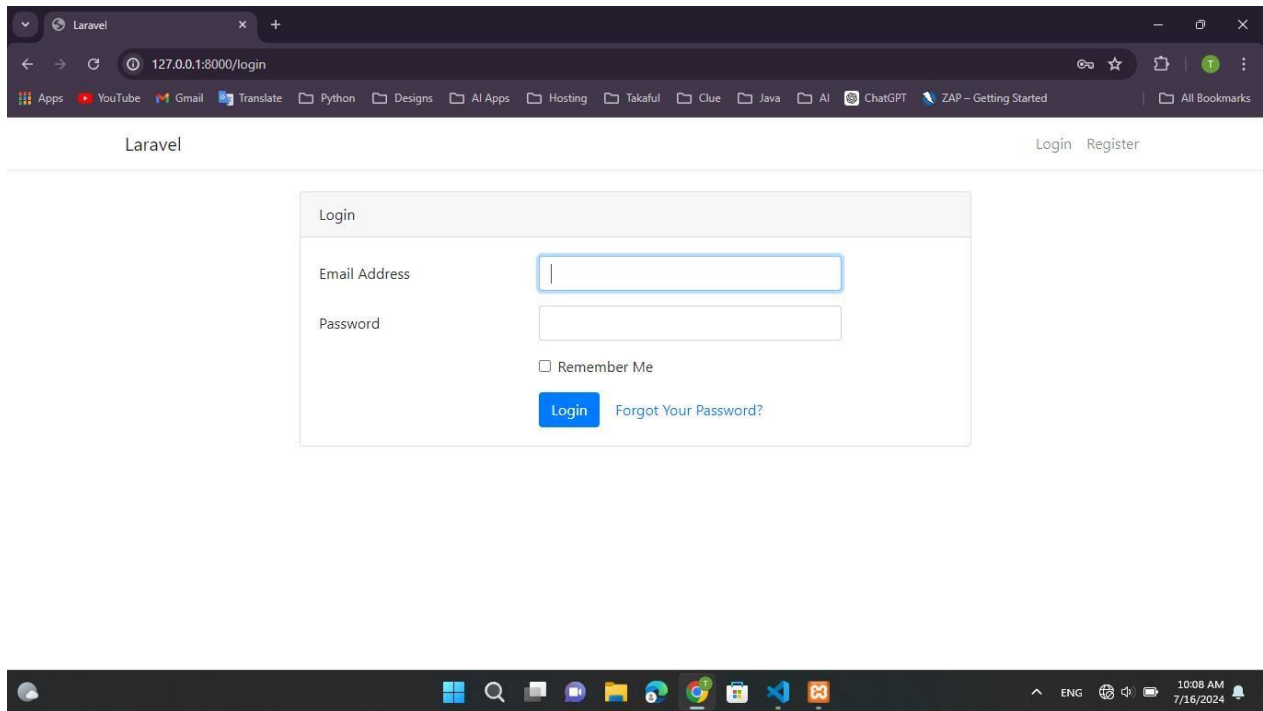 Laravel
127.0.0.1:8000/login
Apps YouTube Gmail Translate Python Designs AI Apps Hosting Takaful Clue Java AI ChatGPT ZAP – Getting Started All Bookmarks
Laravel Login Register
Login
Email Address
Password
Remember Me
Login Forgot Your Password?
T
ENG 10:08 AM
7/16/2024